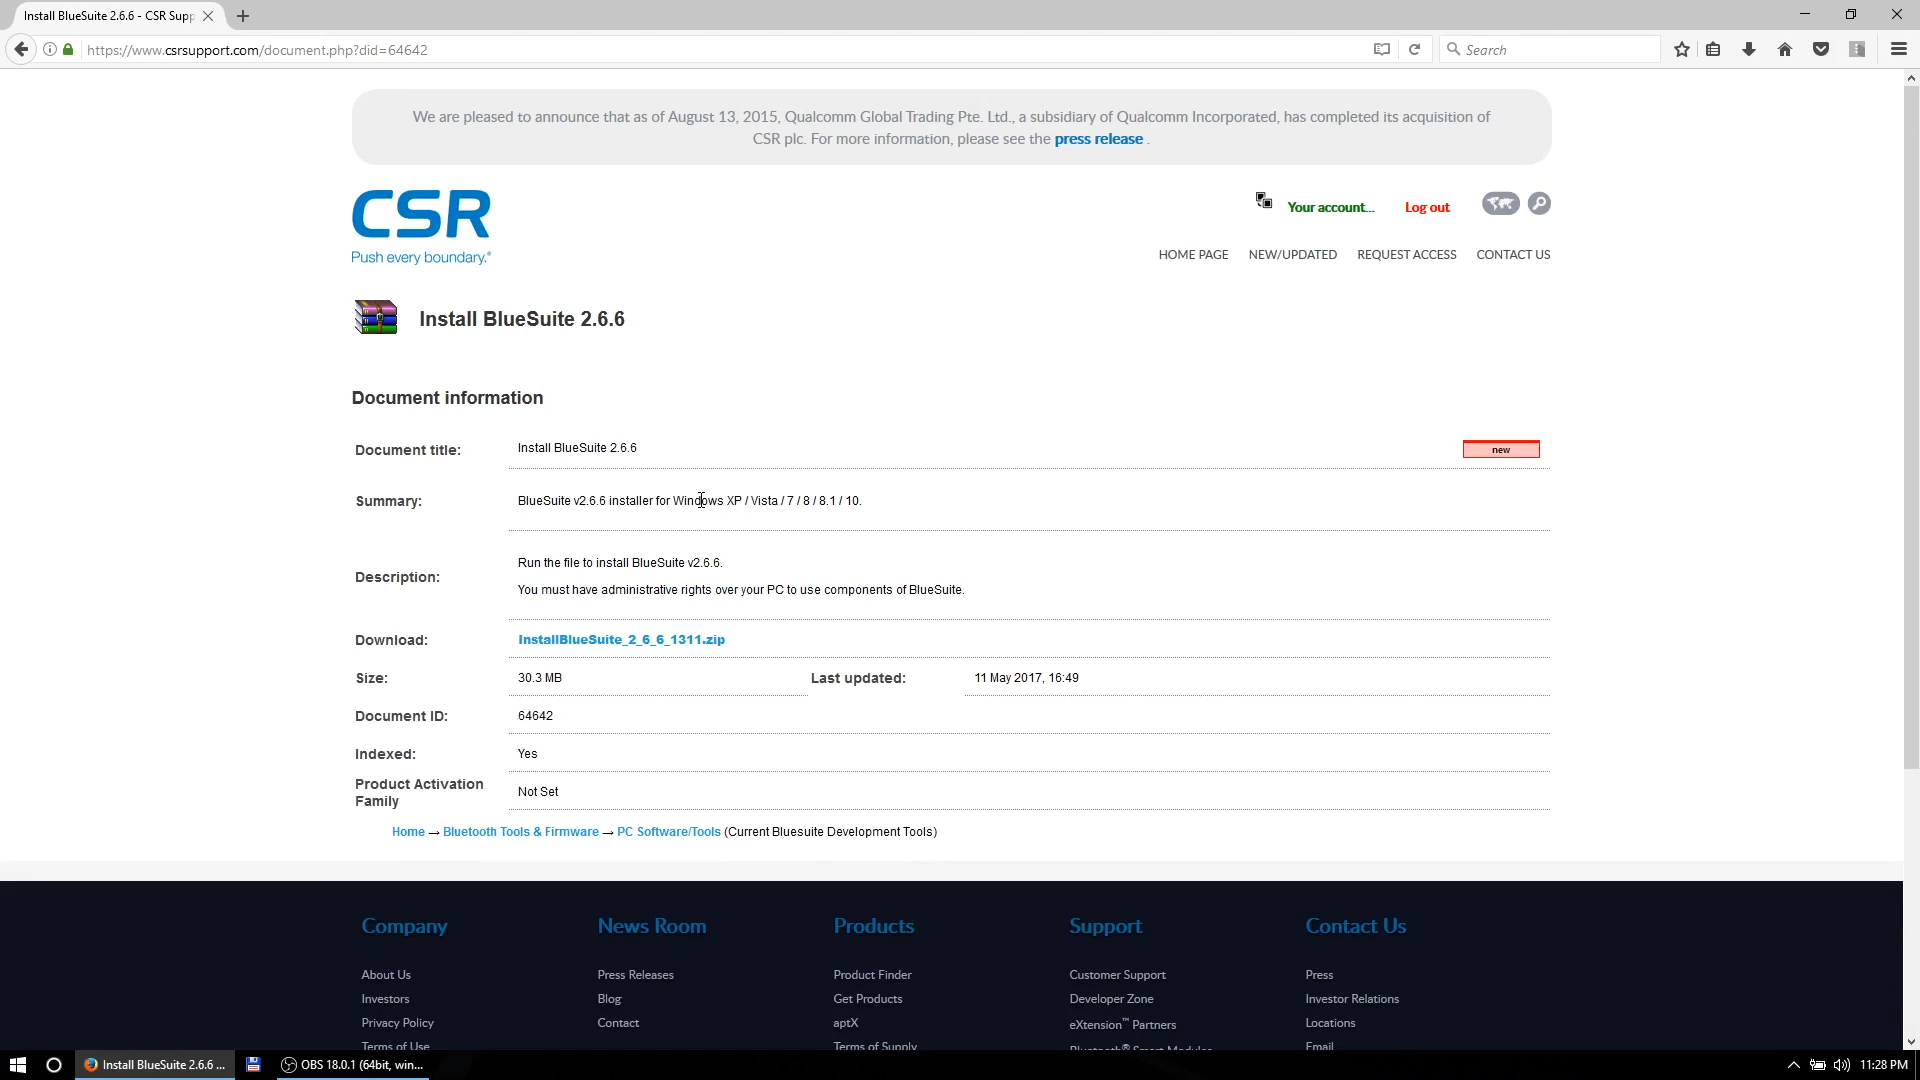 Install BlueSuite 2.6.6 - CSR Supp
https://www.csrsupport.com/document.php?did=64642
Search
We are pleased to announce that as of August 13, 2015, Qualcomm Global Trading Pte. Ltd., a subsidiary of Qualcomm Incorporated, has completed its acquisition of
CSR plc. For more information, please see the press release .
CSR
Push every boundary.®
Your account...
Log out
HOME PAGE
NEW/UPDATED
REQUEST ACCESS
CONTACT US
Install BlueSuite 2.6.6
Document information
Document title:
Install BlueSuite 2.6.6
new
Summary:
BlueSuite v2.6.6 installer for Windows XP / Vista / 7 / 8 / 8.1 / 10.
Description:
Run the file to install BlueSuite v2.6.6.
You must have administrative rights over your PC to use components of BlueSuite.
Download:
InstallBlueSuite_2_6_6_1311.zip
Size:
30.3 MB
Last updated:
11 May 2017, 16:49
Document ID:
64642
Indexed:
Yes
Product Activation
Family
Not Set
Home → Bluetooth Tools & Firmware → PC Software/Tools (Current Bluesuite Development Tools)
Company
News Room
Products
Support
Contact Us
About Us
Press Releases
Product Finder
Customer Support
Press
Investors
Blog
Get Products
Developer Zone
Investor Relations
Privacy Policy
Contact
aptX
eXtension™ Partners
Locations
Terms of Use
Terms of Supply
Bluetooth® Smart Modules
Email
Install BlueSuite 2.6.6 ...
OBS 18.0.1 (64bit, win...
11:28 PM